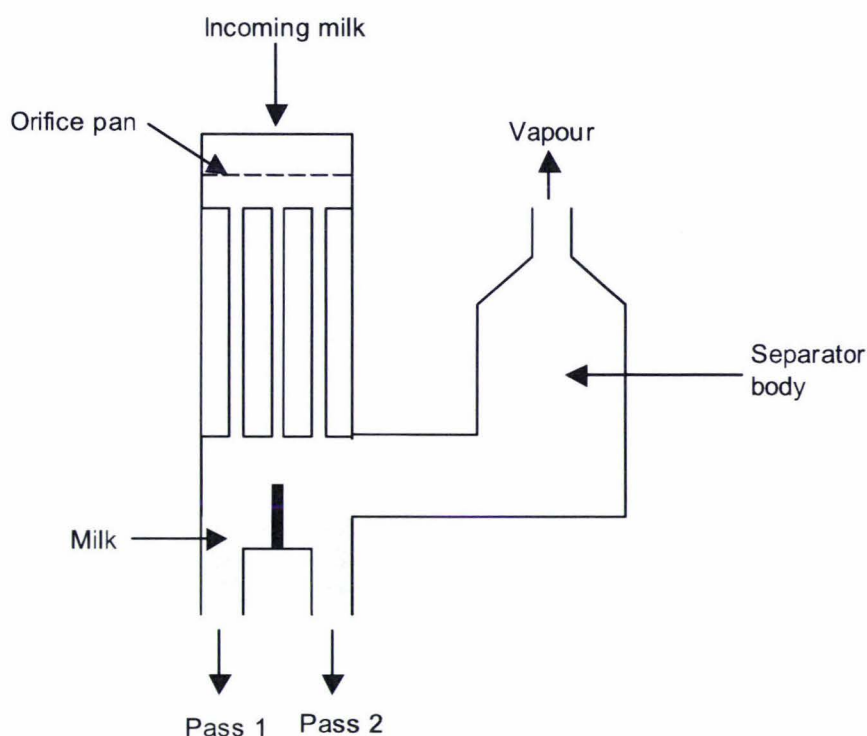 Incoming milk
Orifice pan
Vapour
Separator
body
Milk
Pass 1
Pass 2